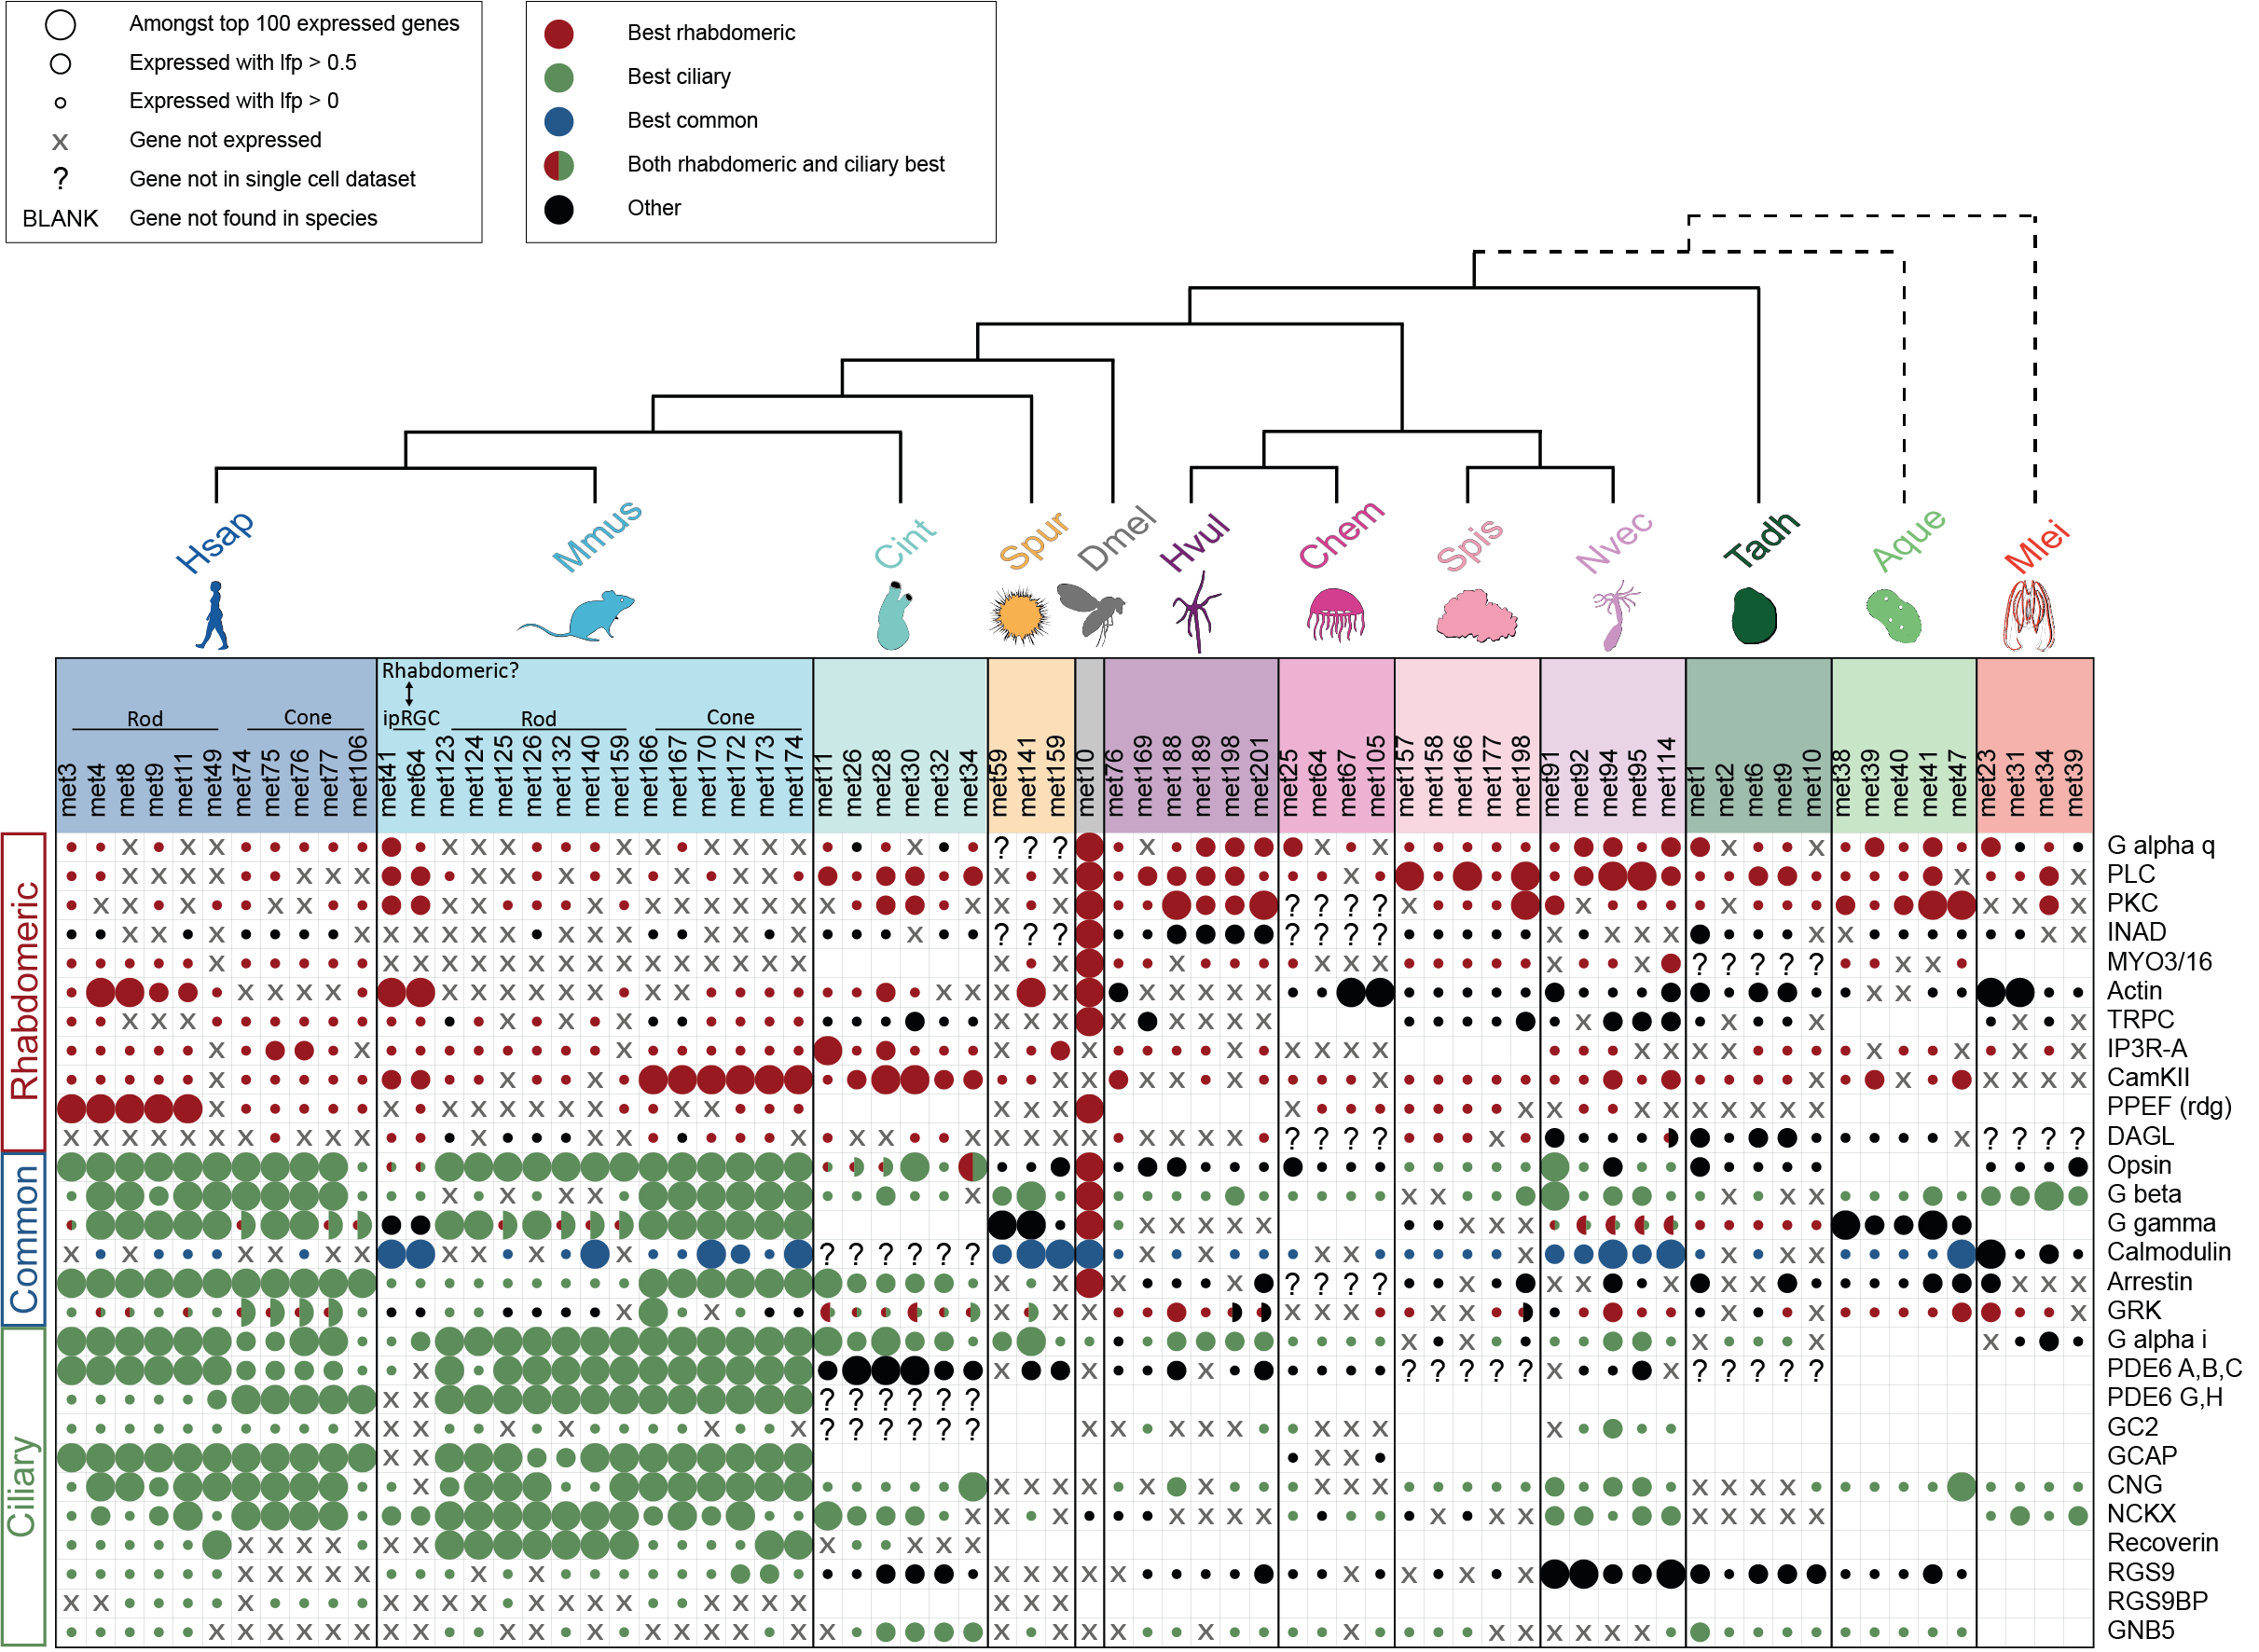 Amongst top 100 expressed genes
Expressed with lfp > 0.5
Expressed with lfp > 0
x Gene not expressed
? Gene not in single cell dataset
BLANK Gene not found in species
Best rhabdomeric
Best ciliary
Best common
Both rhabdomeric and ciliary best
Other
Hsap Mmus Cint Spur Dmel Hvul Chem Spis Nvec Tadh Aque Mlei
Rhabdomeric?
Rod Cone ipRGC Rod Cone
met3 met4 met8 met9 met11 met49 met74 met75 met76 met77 met106 met41 met64 met123 met124 met125 met126 met132 met140 met159 met166 met167 met170 met172 met173 met174 met11 met26 met28 met30 met32 met34 met59 met141 met159 met10 met76 met169 met188 met189 met198 met201 met25 met64 met67 met105 met157 met158 met166 met177 met198 met91 met92 met94 met95 met114 met1 met2 met6 met9 met10 met38 met39 met40 met41 met47 met23 met31 met34 met39
Rhabdomeric
G alpha q
PLC
PKC
INAD
MYO3/16
Actin
TRPC
IP3R-A
CamKII
PPEF (rdg)
DAGL
Common
Opsin
G beta
G gamma
Calmodulin
Arrestin
GRK
Ciliary
G alpha i
PDE6 A,B,C
PDE6 G,H
GC2
GCAP
CNG
NCKX
Recoverin
RGS9
RGS9BP
GNB5